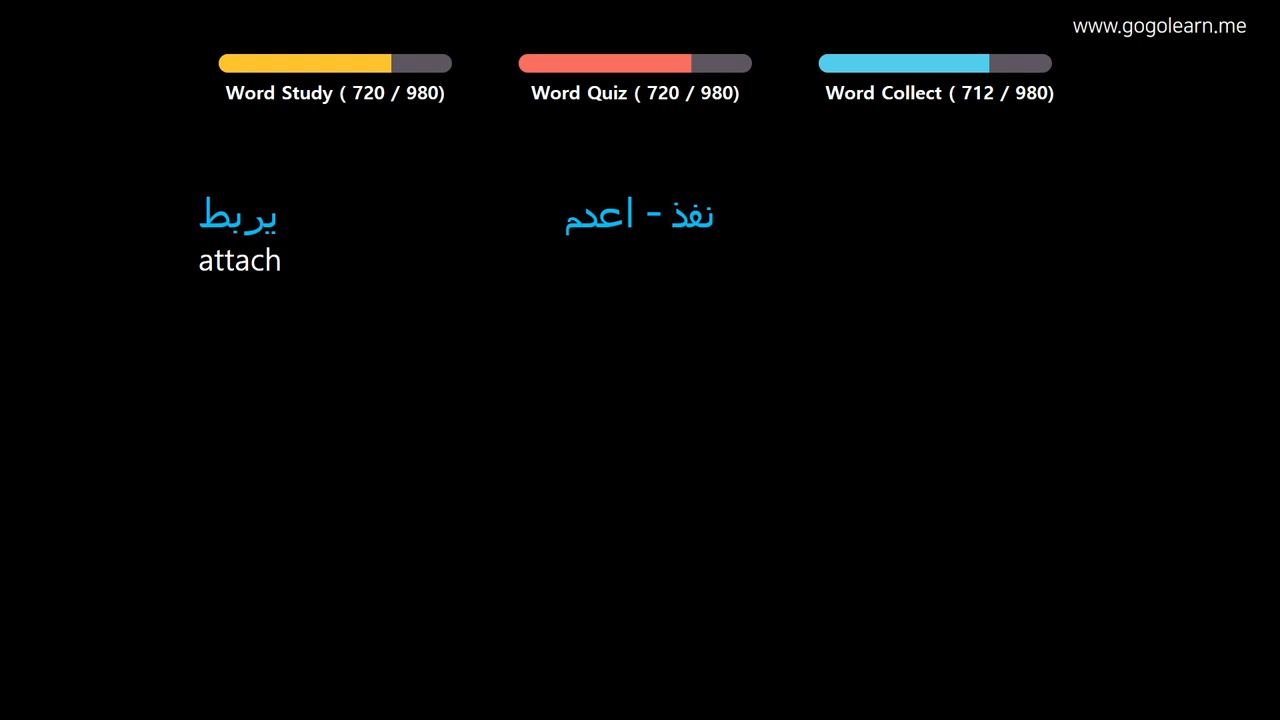 www.gogolearn.me
Word Study ( 720 / 980)
Word Quiz ( 720 / 980)
Word Collect ( 712 / 980)
يربط
attach
نفذ - اعدم